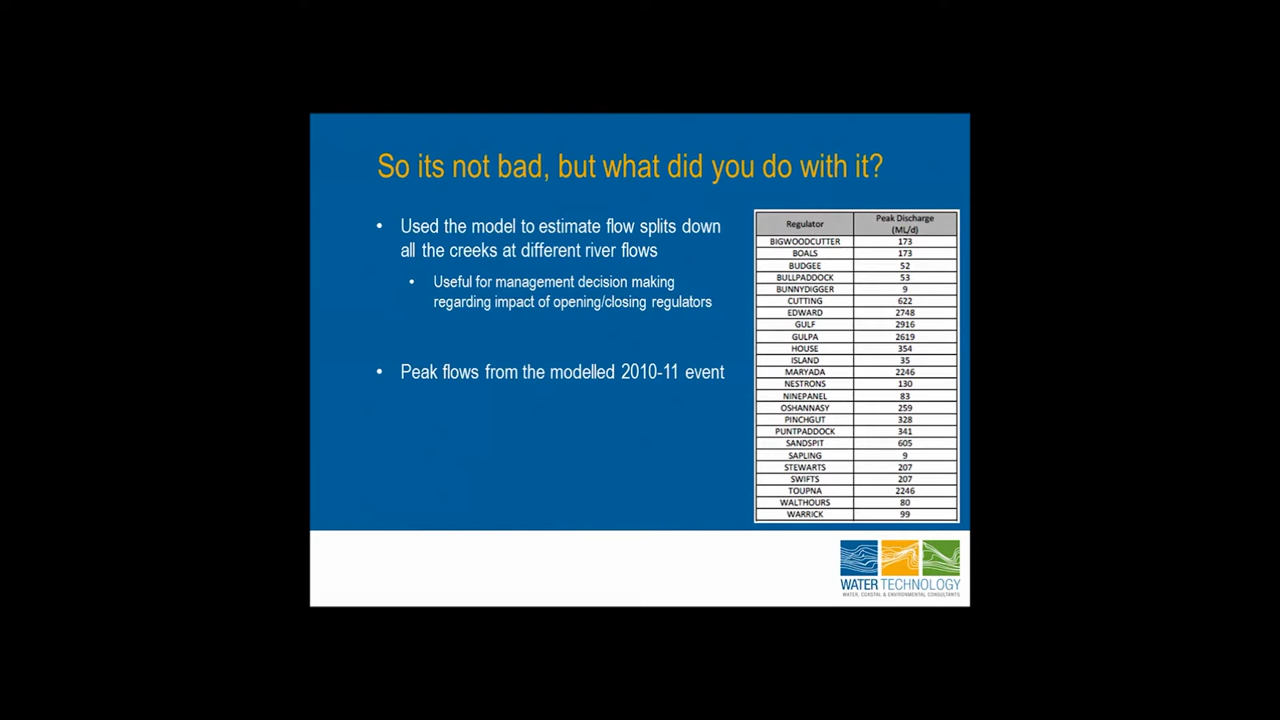 So its not bad, but what did you do with it?
• Used the model to estimate flow splits down
all the creeks at different river flows
• Useful for management decision making
regarding impact of opening/closing regulators
• Peak flows from the modelled 2010-11 event
Regulator Peak Discharge
(ML/d)
BIGWOODCUTTER 173
BOALS 173
BUDGEE 52
BULLPADDOCK 53
BUNNYDIGGER 9
CUTTING 622
EDWARD 2748
GULF 2916
GULPA 2619
HOUSE 354
ISLAND 35
MARYADA 2246
NESTRONS 130
NINEPANEL 83
OSHANNASY 259
PINCHGUT 328
PUNTPADDOCK 341
SANDSPIT 605
SAPLING 9
STEWARTS 207
SWIFTS 207
TOUPNA 2246
WALTHOURS 80
WARRICK 99
WATER TECHNOLOGY
WATER, COASTAL & ENVIRONMENTAL CONSULTANTS